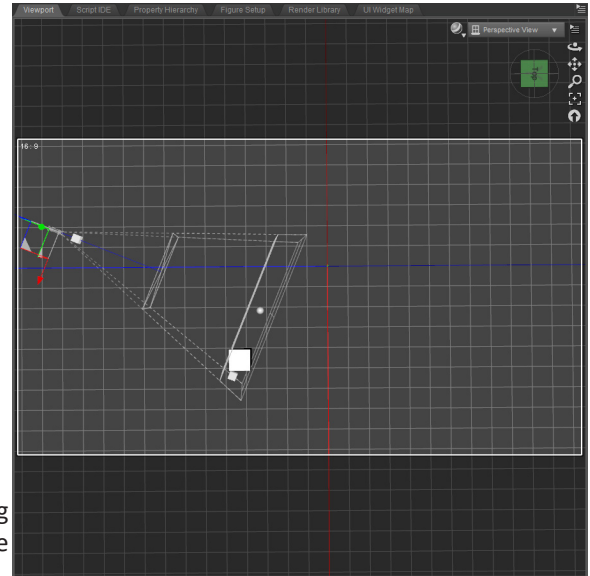 Viewport Script IDE Property Hierarchy Figure Setup Render Library UI Widget Map
Perspective View
16:9
g
e